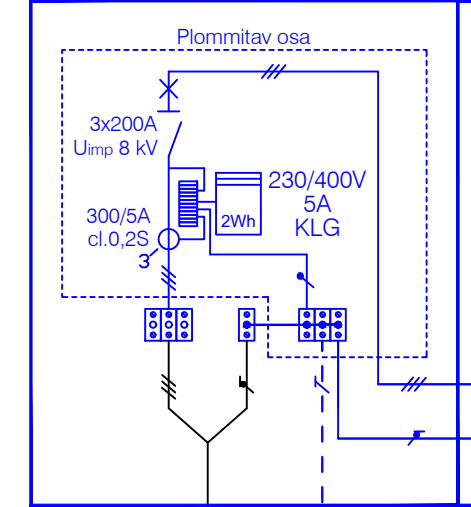 Plommitav osa
3x200A
Uimp 8 kV
230/400V
5A
KLG
2Wh
300/5A
cl.0,2S
3